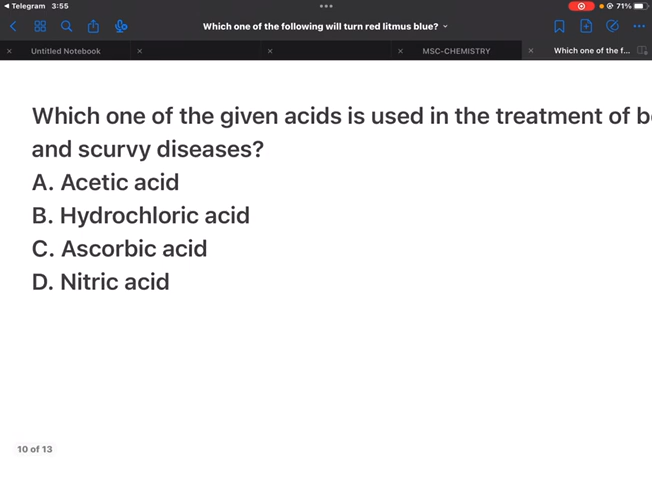 Telegram 3:55
71%
Which one of the following will turn red litmus blue?
Untitled Notebook
MSC-CHEMISTRY
Which one of the f...
Which one of the given acids is used in the treatment of b
and scurvy diseases?
A. Acetic acid
B. Hydrochloric acid
C. Ascorbic acid
D. Nitric acid
10 of 13